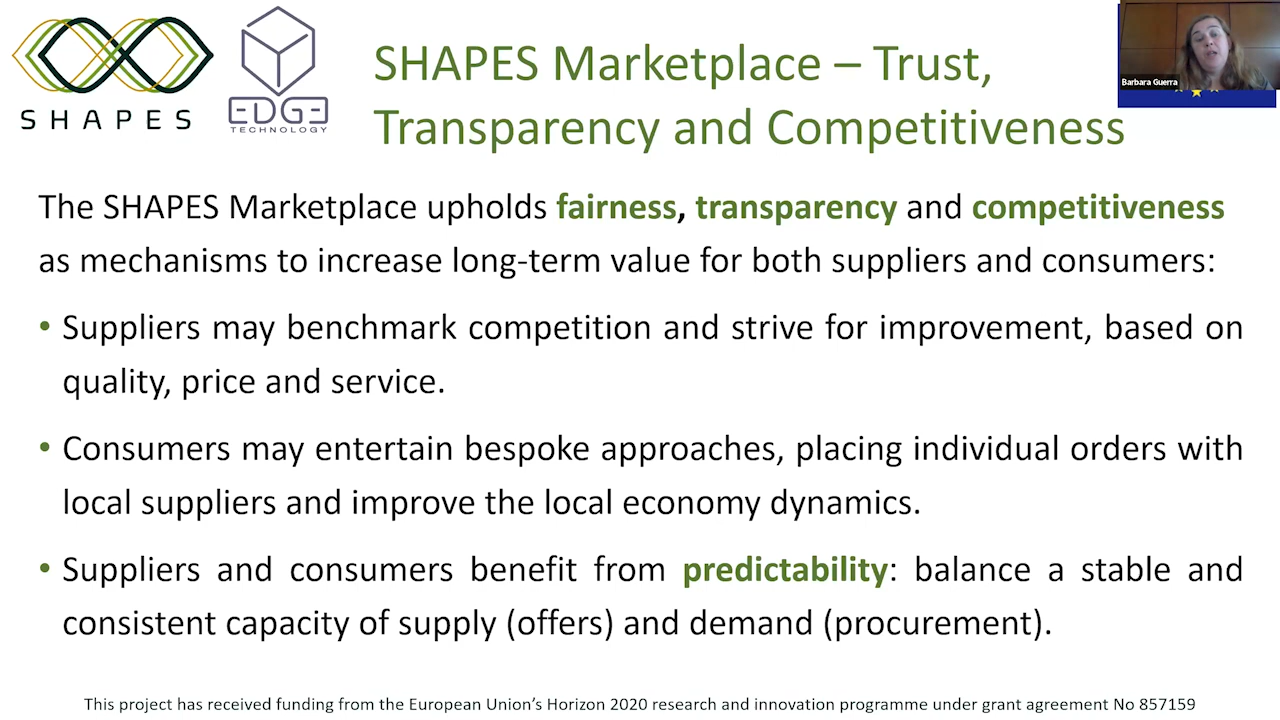 SHAPES
EDGE
TECHNOLOGY
SHAPES Marketplace – Trust,
Transparency and Competitiveness
Barbara Guerra
The SHAPES Marketplace upholds fairness, transparency and competitiveness
as mechanisms to increase long-term value for both suppliers and consumers:
• Suppliers may benchmark competition and strive for improvement, based on
quality, price and service.
• Consumers may entertain bespoke approaches, placing individual orders with
local suppliers and improve the local economy dynamics.
• Suppliers and consumers benefit from predictability: balance a stable and
consistent capacity of supply (offers) and demand (procurement).
This project has received funding from the European Union’s Horizon 2020 research and innovation programme under grant agreement No 857159